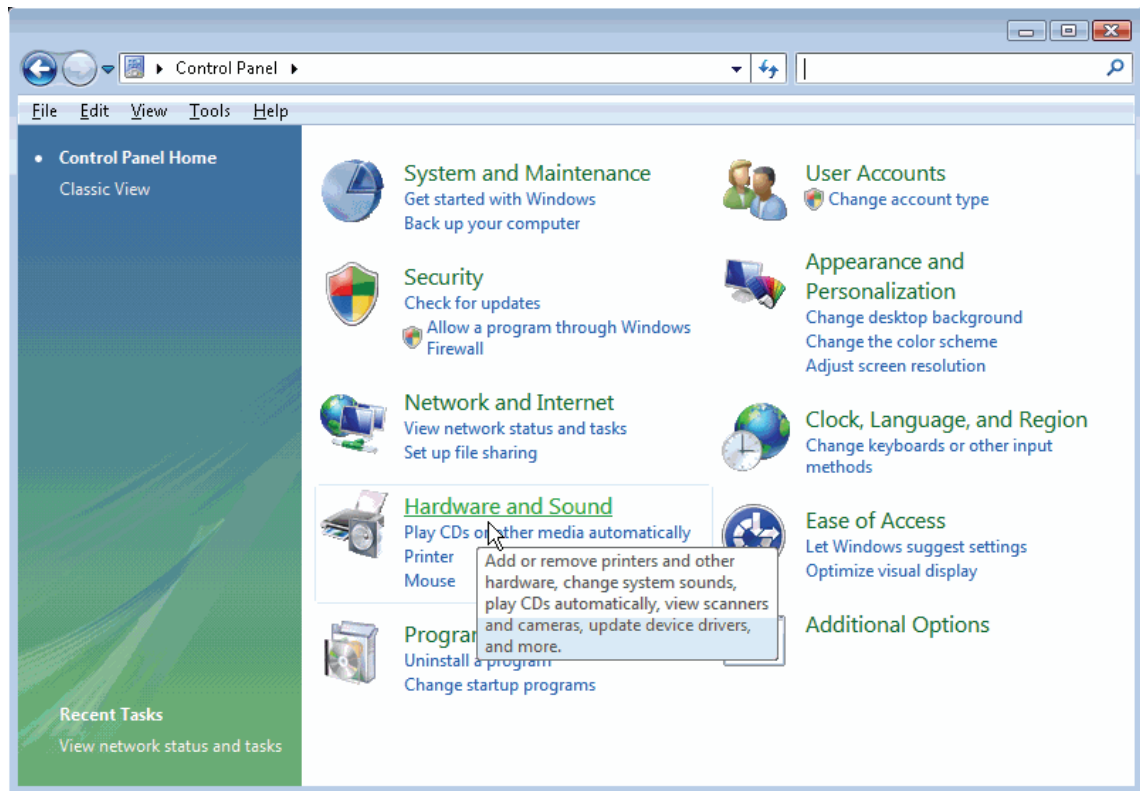 Control Panel
File Edit View Tools Help
Control Panel Home
Classic View
System and Maintenance
Get started with Windows
Back up your computer
Security
Check for updates
Allow a program through Windows
Firewall
Network and Internet
View network status and tasks
Set up file sharing
Hardware and Sound
Play CDs or other media automatically
Printer
Mouse
Add or remove printers and other
hardware, change system sounds,
play CDs automatically, view scanners
and cameras, update device drivers,
and more.
Uninstall a program
Change startup programs
User Accounts
Change account type
Appearance and
Personalization
Change desktop background
Change the color scheme
Adjust screen resolution
Clock, Language, and Region
Change keyboards or other input
methods
Ease of Access
Let Windows suggest settings
Optimize visual display
Additional Options
Recent Tasks
View network status and tasks